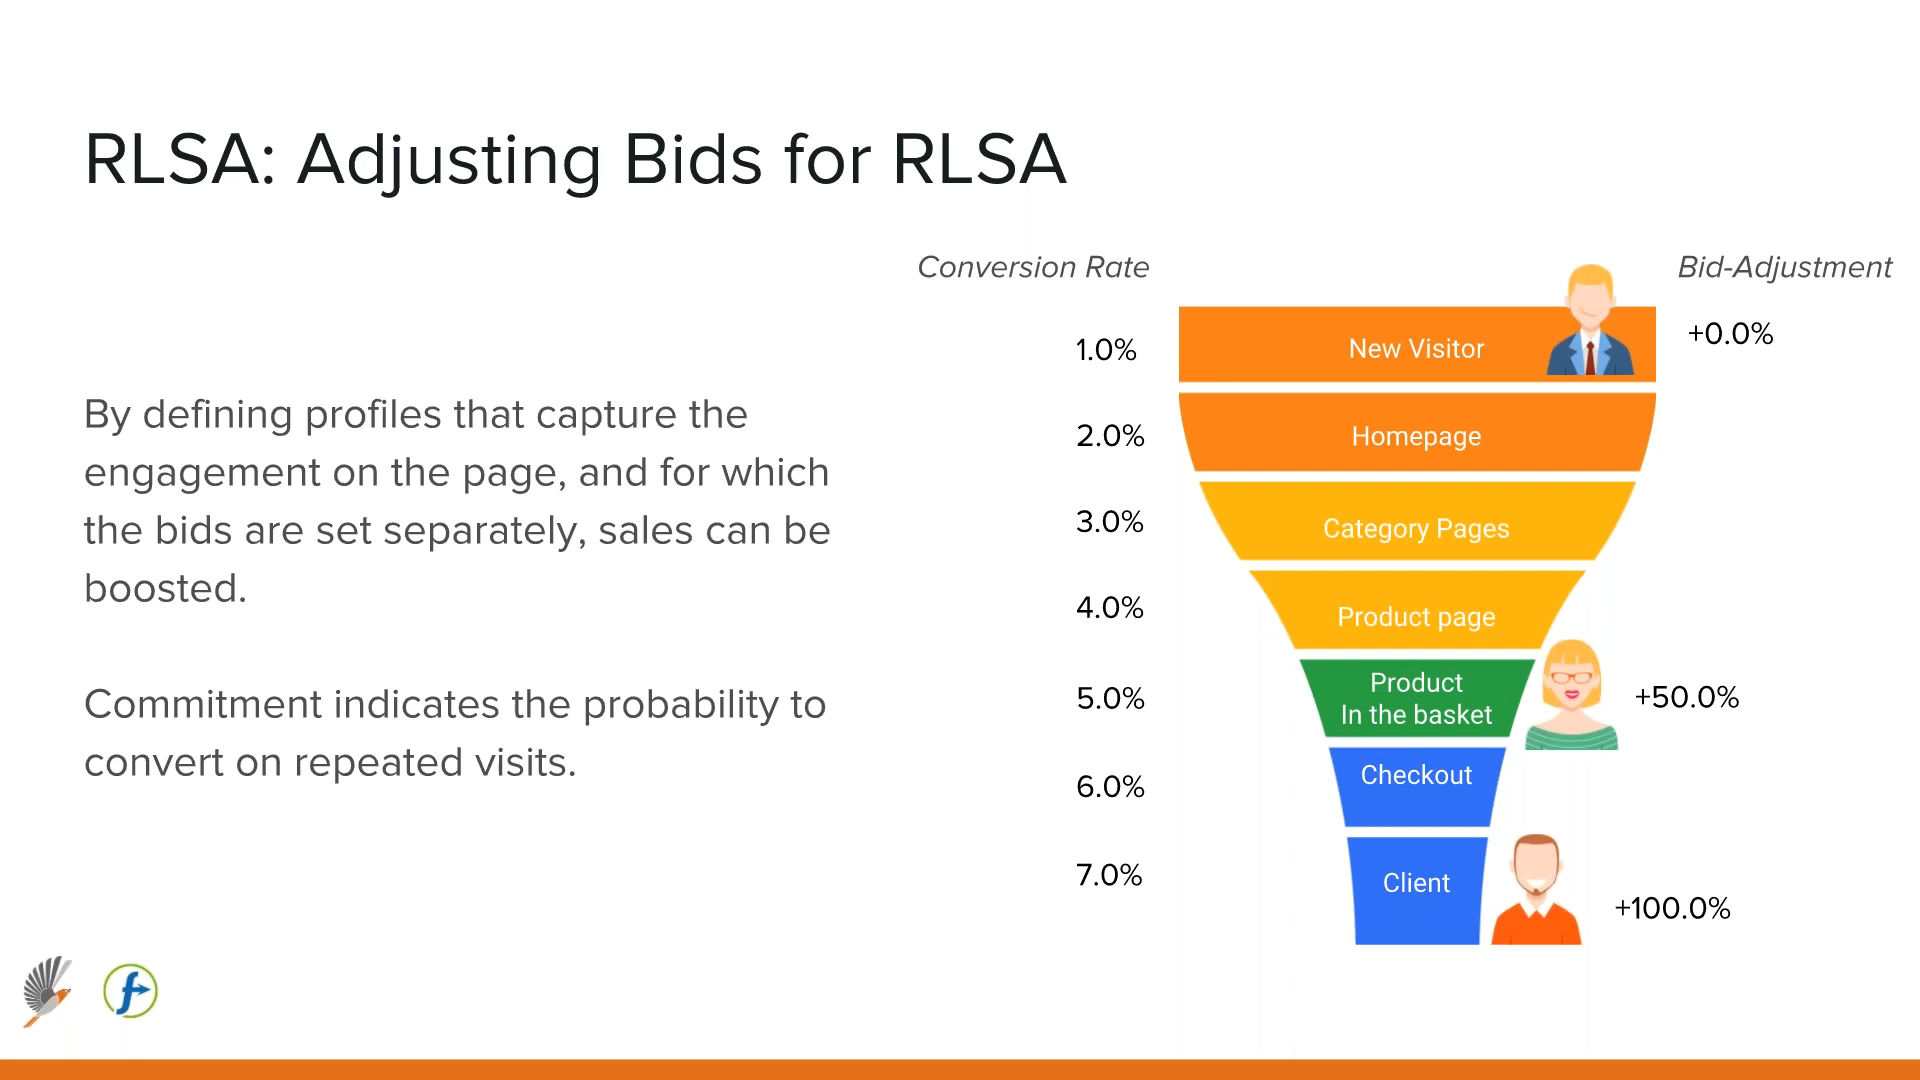 RLSA: Adjusting Bids for RLSA
By defining profiles that capture the
engagement on the page, and for which
the bids are set separately, sales can be
boosted.
Commitment indicates the probability to
convert on repeated visits.
Conversion Rate
Bid-Adjustment
1.0%
New Visitor
+0.0%
2.0%
Homepage
3.0%
Category Pages
4.0%
Product page
5.0%
Product
In the basket
+50.0%
6.0%
Checkout
7.0%
Client
+100.0%